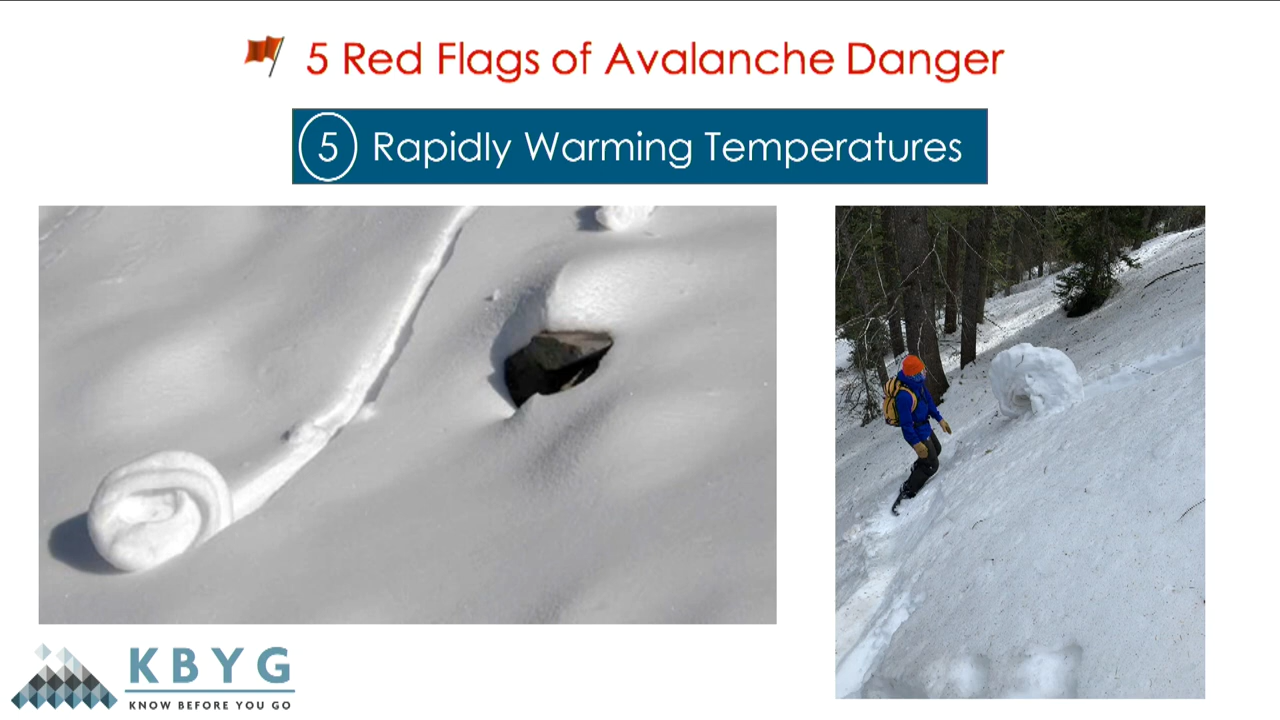 5 Red Flags of Avalanche Danger
5 Rapidly Warming Temperatures
KBYG
KNOW BEFORE YOU GO